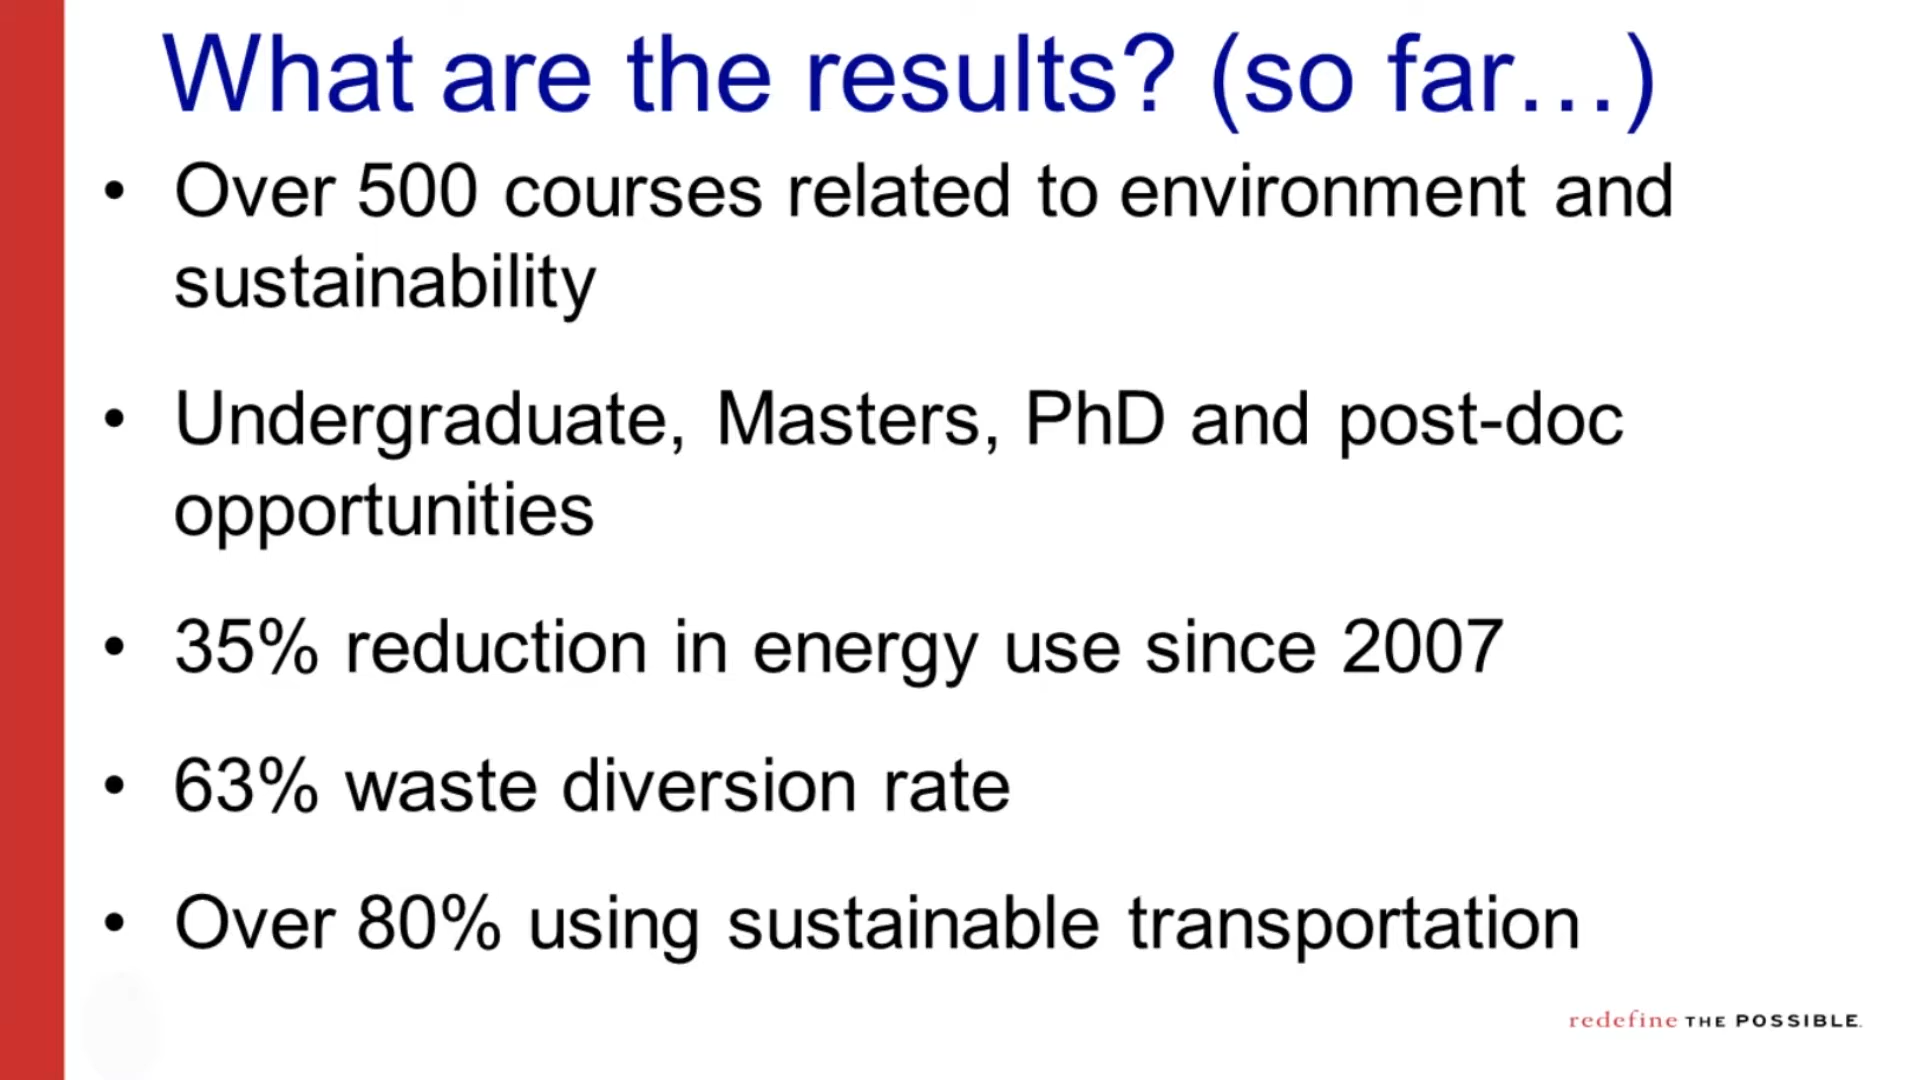 What are the results? (so far…)
• Over 500 courses related to environment and
sustainability
• Undergraduate, Masters, PhD and post-doc
opportunities
• 35% reduction in energy use since 2007
• 63% waste diversion rate
• Over 80% using sustainable transportation
redefine THE POSSIBLE.